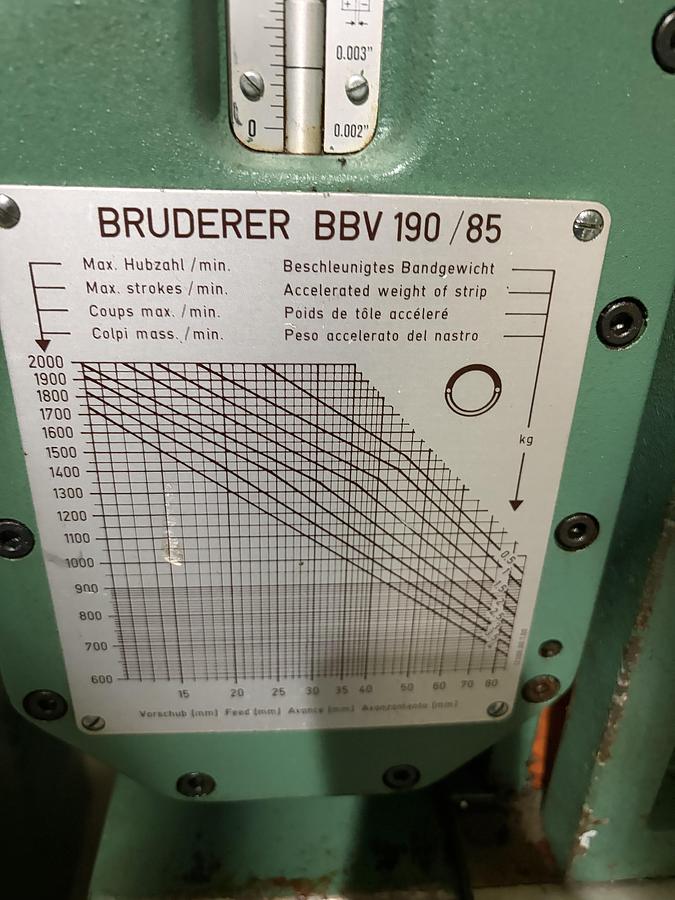 0.003"
0
0.002"
BRUDERER BBV 190/85
Max. Hubzahl /min.
Beschleunigtes Bandgewicht
Max. strokes /min.
Accelerated weight of strip
Coups max. /min.
Poids de tôle accéléré
Colpi mass. /min.
Peso accelerato del nastro
2000
1900
1800
1700
1600
kg
1500
1400
1300
1200
1100
1000
900
800
700
600
15 20 25 30 35 40 50 60 70 80
Vorschub (mm) Feed (mm) Avance (mm) Avanzamento (mm)